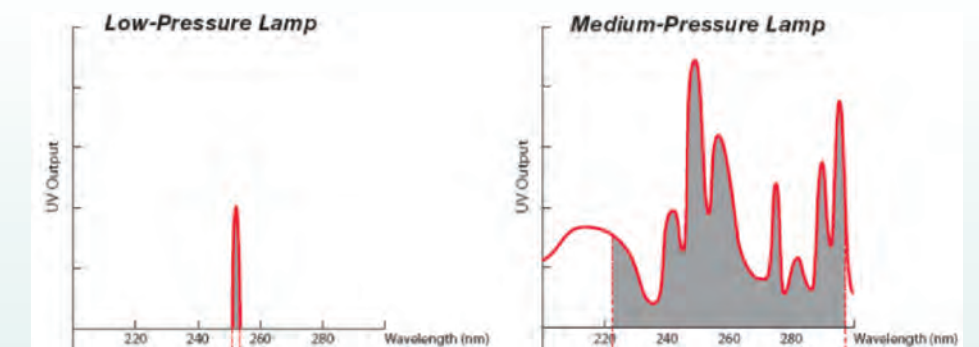 Low-Pressure Lamp
UV Output
220 240 260 280 Wavelength (nm)
Medium-Pressure Lamp
UV Output
220 240 260 280 Wavelength (nm)